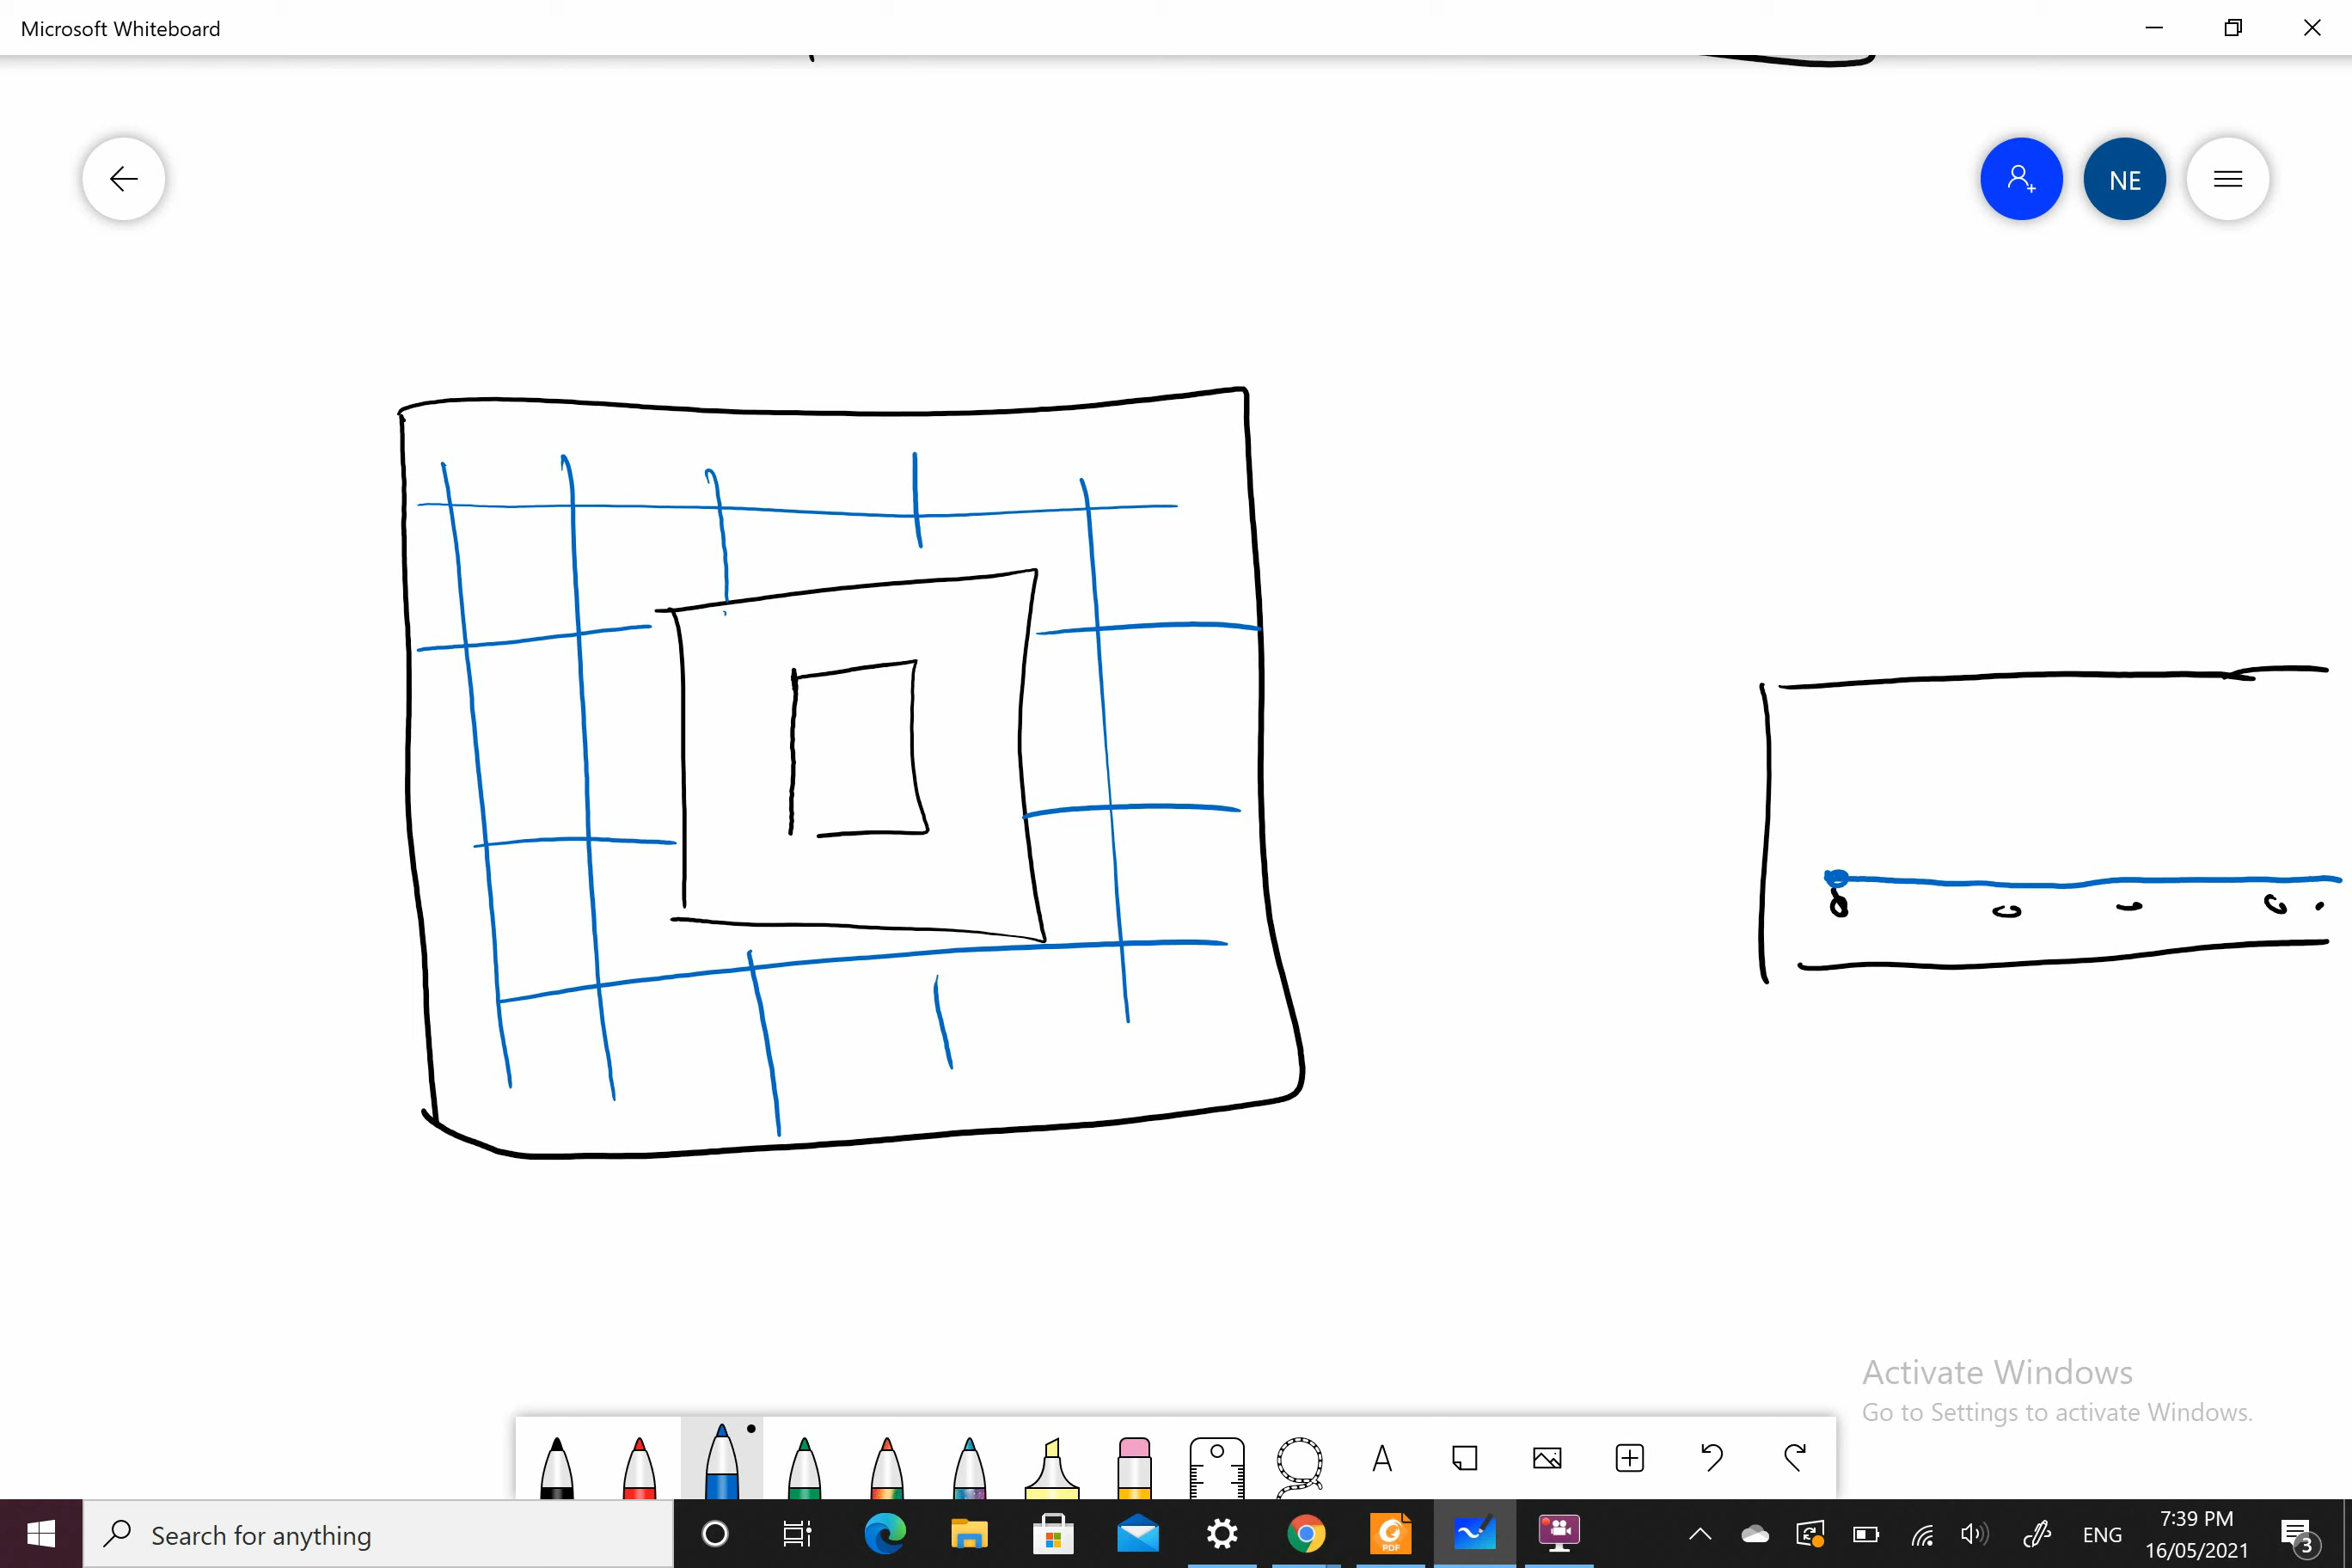 Microsoft Whiteboard
NE
A
Activate Windows
Go to Settings to activate Windows.
Search for anything
PDF
ENG
7:39 PM
16/05/2021
3